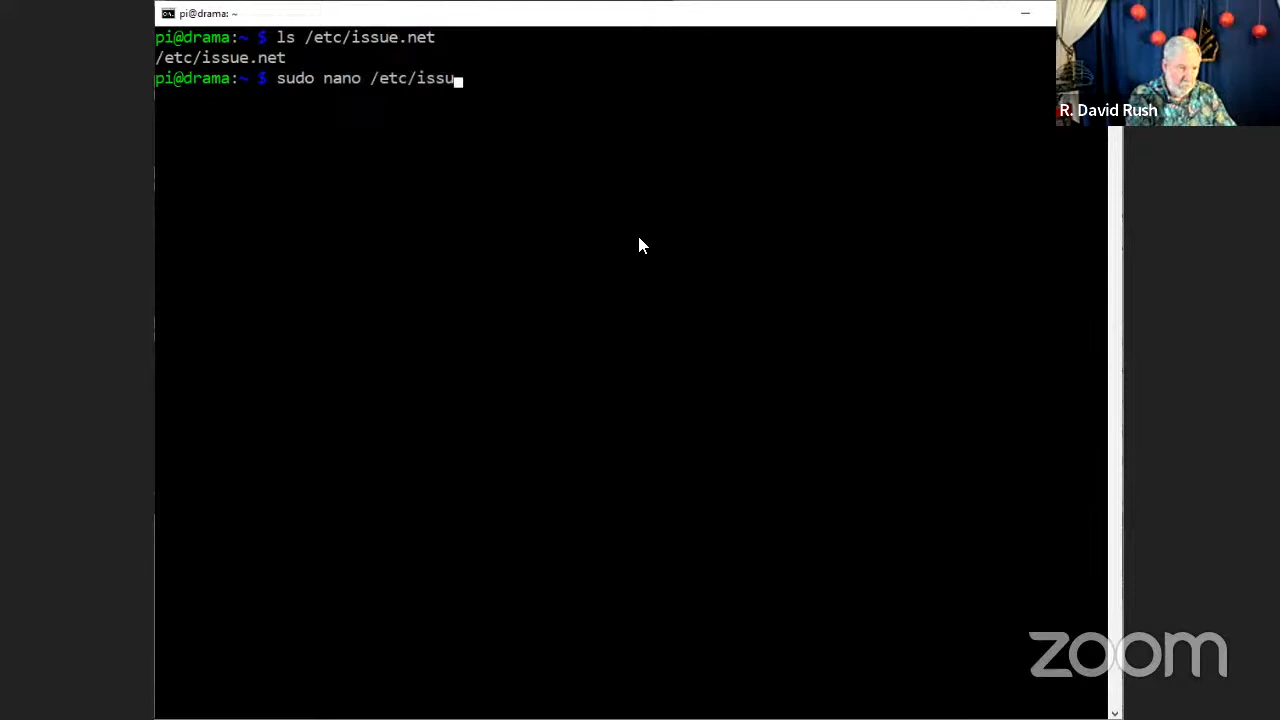 pi@drama: ~
pi@drama:~ $ ls /etc/issue.net
/etc/issue.net
pi@drama:~ $ sudo nano /etc/issu
R. David Rush
zoom